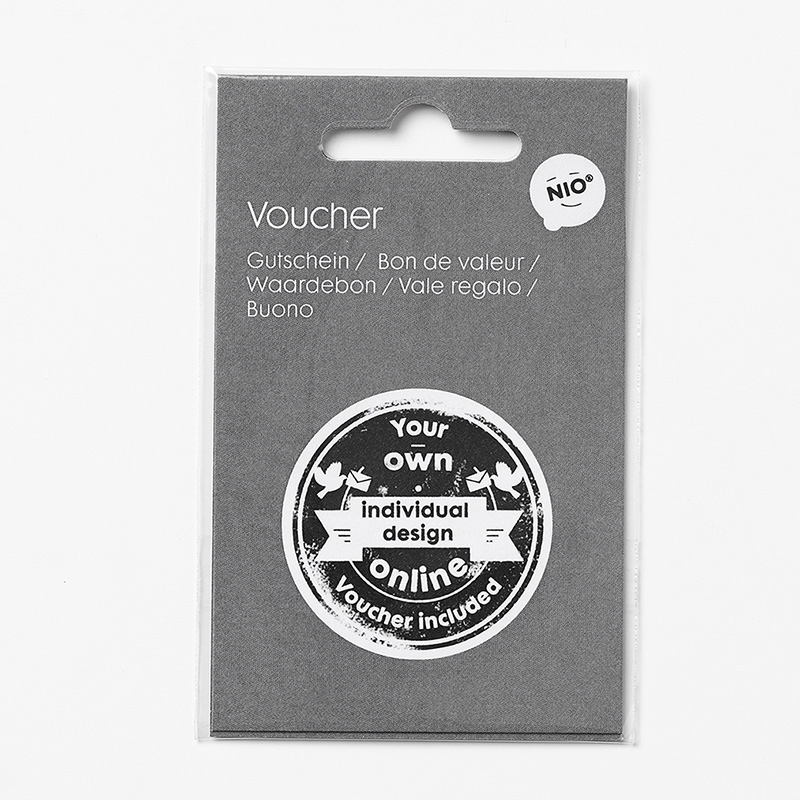 NIO®
Voucher
Gutschein / Bon de valeur /
Waardebon / Vale regalo /
Buono
Your
own
individual
design
online
Voucher included